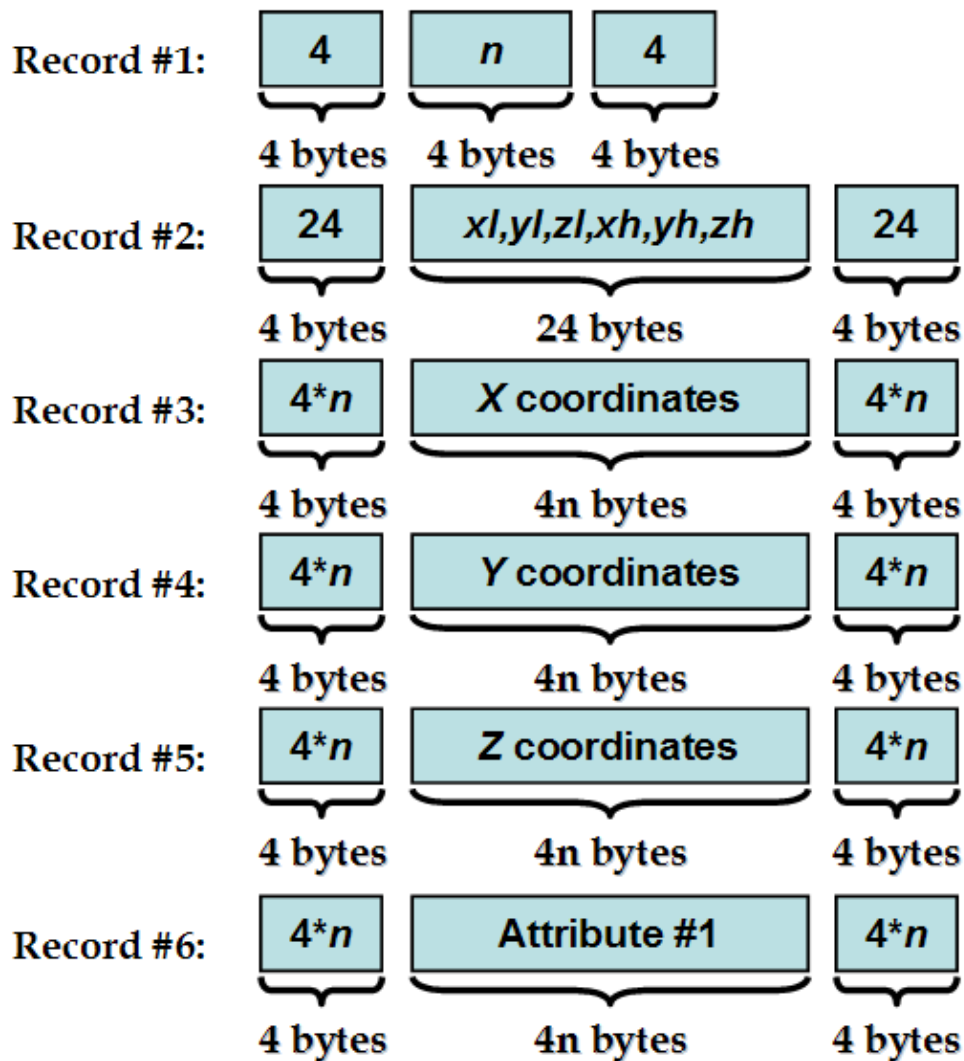 Record #1: 4 n 4
4 bytes 4 bytes 4 bytes
Record #2: 24 xl,yl,zl,xh,yh,zh 24
4 bytes 24 bytes 4 bytes
Record #3: 4*n X coordinates 4*n
4 bytes 4n bytes 4 bytes
Record #4: 4*n Y coordinates 4*n
4 bytes 4n bytes 4 bytes
Record #5: 4*n Z coordinates 4*n
4 bytes 4n bytes 4 bytes
Record #6: 4*n Attribute #1 4*n
4 bytes 4n bytes 4 bytes